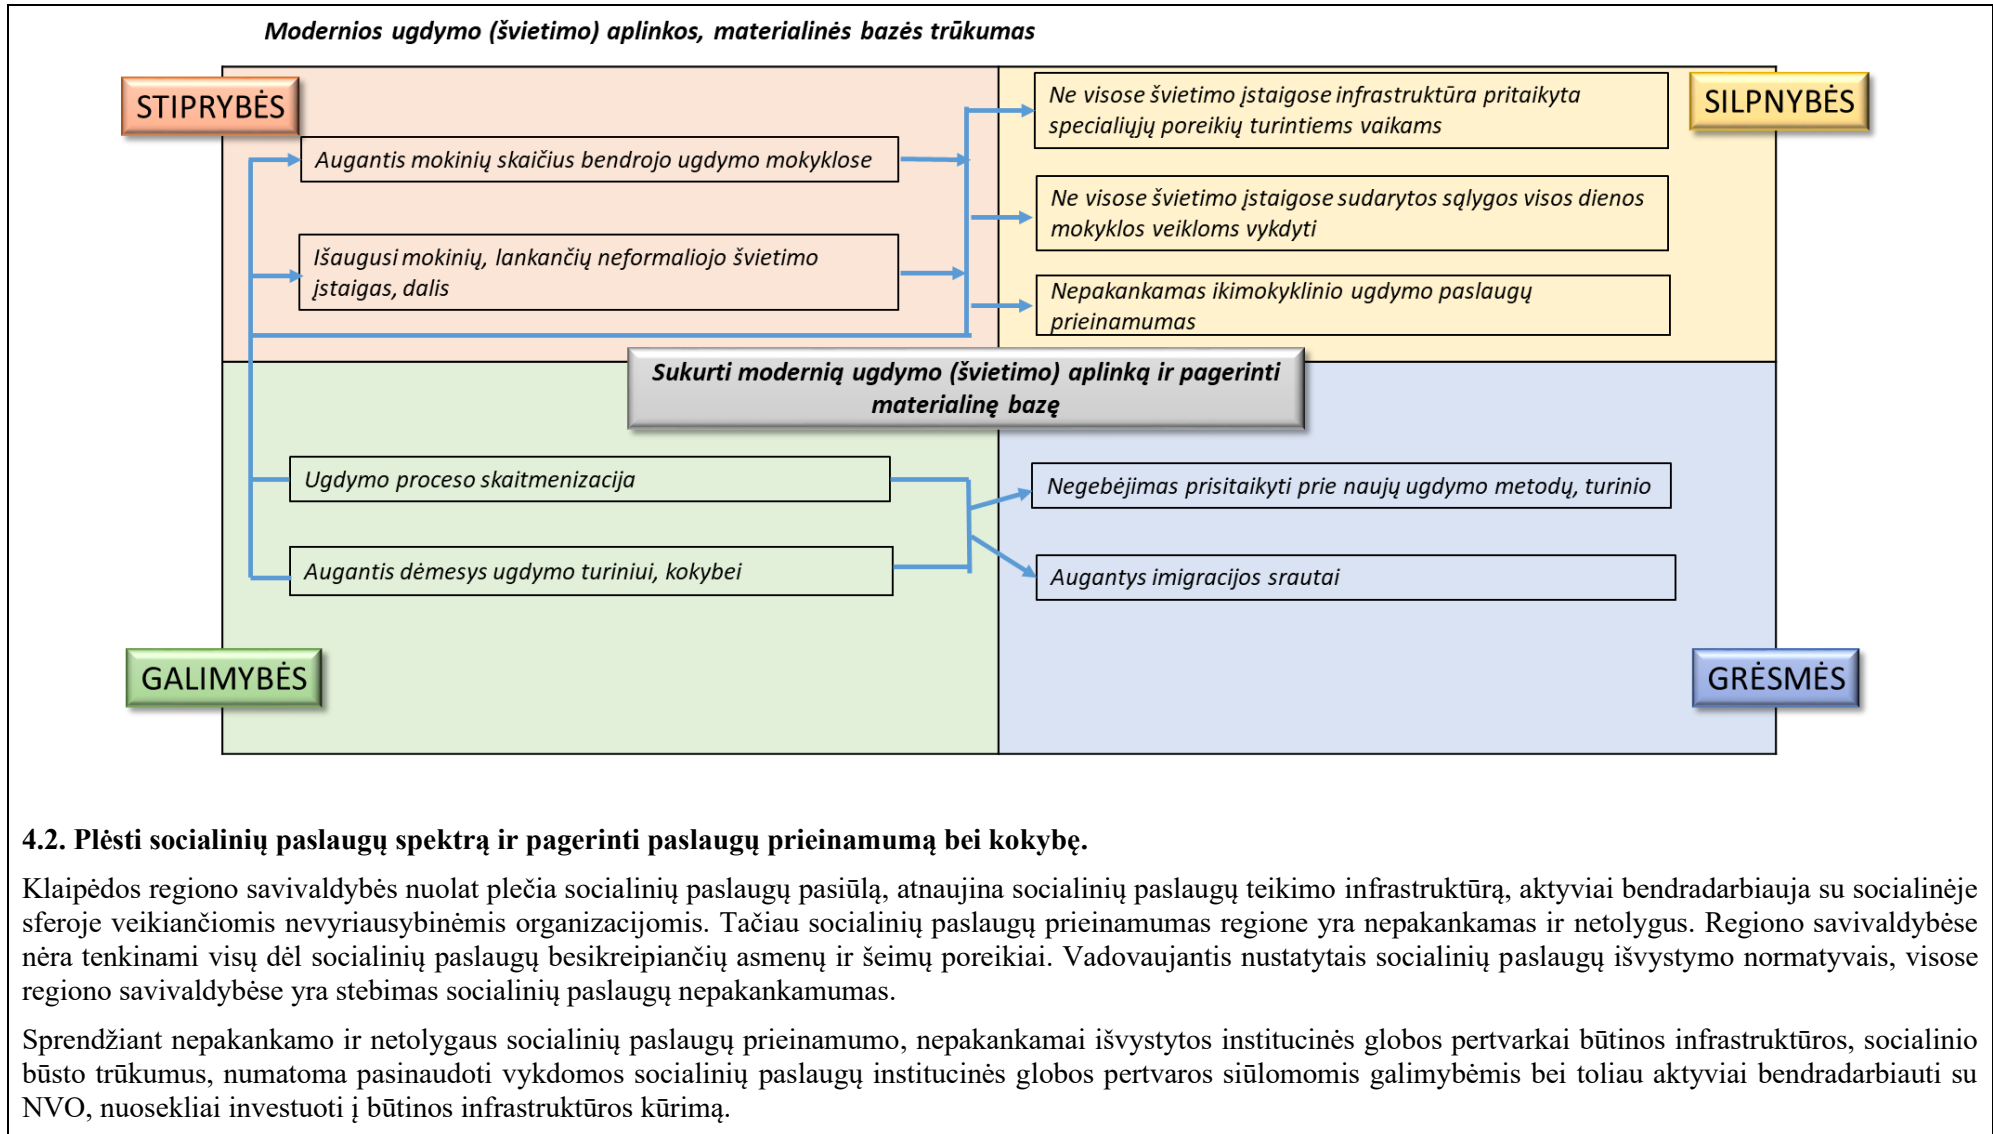 Modernios ugdymo (švietimo) aplinkos, materialinės bazės trūkumas
STIPRYBĖS
Augantis mokinių skaičius bendrojo ugdymo mokyklose
Išaugusi mokinių, lankančių neformaliojo švietimo
įstaigas, dalis
SILPNYBĖS
Ne visose švietimo įstaigose infrastruktūra pritaikyta
specialiųjų poreikių turintiems vaikams
Ne visose švietimo įstaigose sudarytos sąlygos visos dienos
mokyklos veikloms vykdyti
Nepakankamas ikimokyklinio ugdymo paslaugų
prieinamumas
Sukurti modernią ugdymo (švietimo) aplinką ir pagerinti
materialinę bazę
Ugdymo proceso skaitmenizacija
Augantis dėmesys ugdymo turiniui, kokybei
GALIMYBĖS
Negebėjimas prisitaikyti prie naujų ugdymo metodų, turinio
Augantys imigracijos srautai
GRĖSMĖS
4.2. Plėsti socialinių paslaugų spektrą ir pagerinti paslaugų prieinamumą bei kokybę.
Klaipėdos regiono savivaldybės nuolat plečia socialinių paslaugų pasiūlą, atnaujina socialinių paslaugų teikimo infrastruktūrą, aktyviai bendradarbiauja su socialinėje
sferoje veikiančiomis nevyriausybinėmis organizacijomis. Tačiau socialinių paslaugų prieinamumas regione yra nepakankamas ir netolygus. Regiono savivaldybėse
nėra tenkinami visų dėl socialinių paslaugų besikreipiančių asmenų ir šeimų poreikiai. Vadovaujantis nustatytais socialinių paslaugų išvystymo normatyvais, visose
regiono savivaldybėse yra stebimas socialinių paslaugų nepakankamumas.
Sprendžiant nepakankamo ir netolygaus socialinių paslaugų prieinamumo, nepakankamai išvystytos institucinės globos pertvarkai būtinos infrastruktūros, socialinio
būsto trūkumus, numatoma pasinaudoti vykdomos socialinių paslaugų institucinės globos pertvaros siūlomomis galimybėmis bei toliau aktyviai bendradarbiauti su
NVO, nuosekliai investuoti į būtinos infrastruktūros kūrimą.